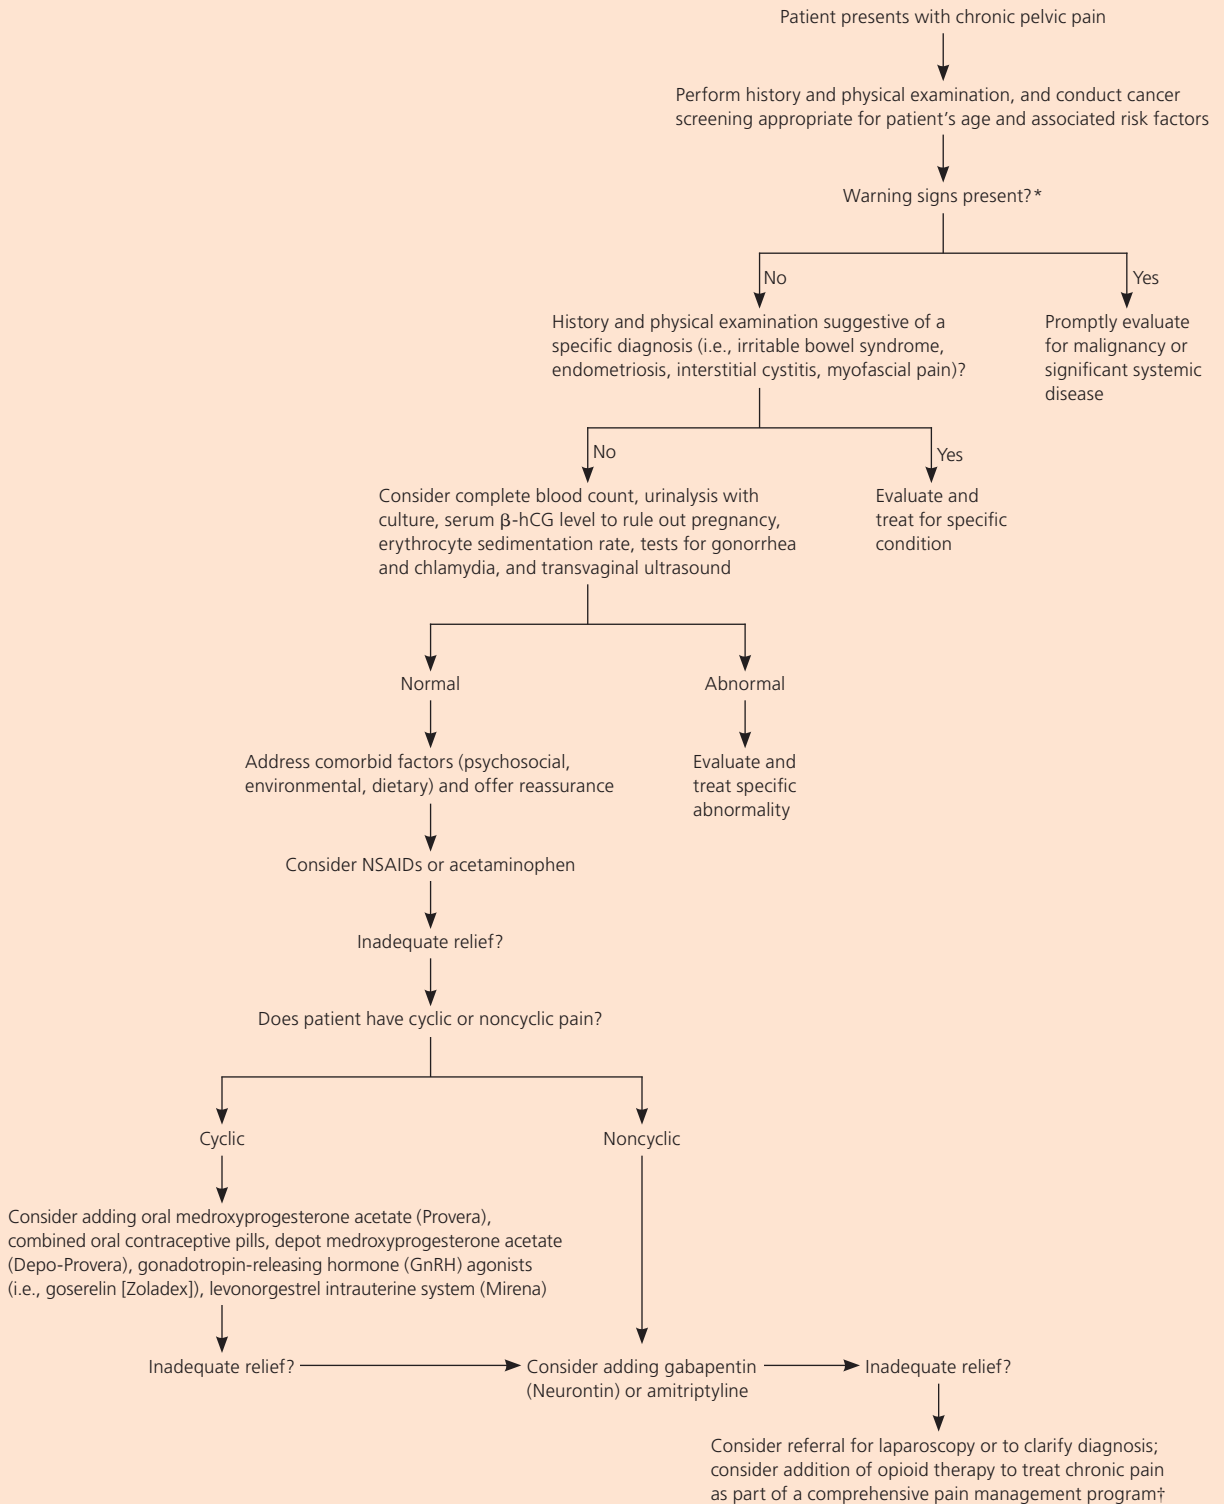 Patient presents with chronic pelvic pain
Perform history and physical examination, and conduct cancer
screening appropriate for patient's age and associated risk factors
Warning signs present?*
No
Yes
History and physical examination suggestive of a
specific diagnosis (i.e., irritable bowel syndrome,
endometriosis, interstitial cystitis, myofascial pain)?
Promptly evaluate
for malignancy or
significant systemic
disease
No
Yes
Consider complete blood count, urinalysis with
culture, serum β-hCG level to rule out pregnancy,
erythrocyte sedimentation rate, tests for gonorrhea
and chlamydia, and transvaginal ultrasound
Evaluate and
treat for specific
condition
Normal
Abnormal
Address comorbid factors (psychosocial,
environmental, dietary) and offer reassurance
Evaluate and
treat specific
abnormality
Consider NSAIDs or acetaminophen
Inadequate relief?
Does patient have cyclic or noncyclic pain?
Cyclic
Noncyclic
Consider adding oral medroxyprogesterone acetate (Provera),
combined oral contraceptive pills, depot medroxyprogesterone acetate
(Depo-Provera), gonadotropin-releasing hormone (GnRH) agonists
(i.e., goserelin [Zoladex]), levonorgestrel intrauterine system (Mirena)
Inadequate relief?
Consider adding gabapentin
(Neurontin) or amitriptyline
Inadequate relief?
Consider referral for laparoscopy or to clarify diagnosis;
consider addition of opioid therapy to treat chronic pain
as part of a comprehensive pain management program†